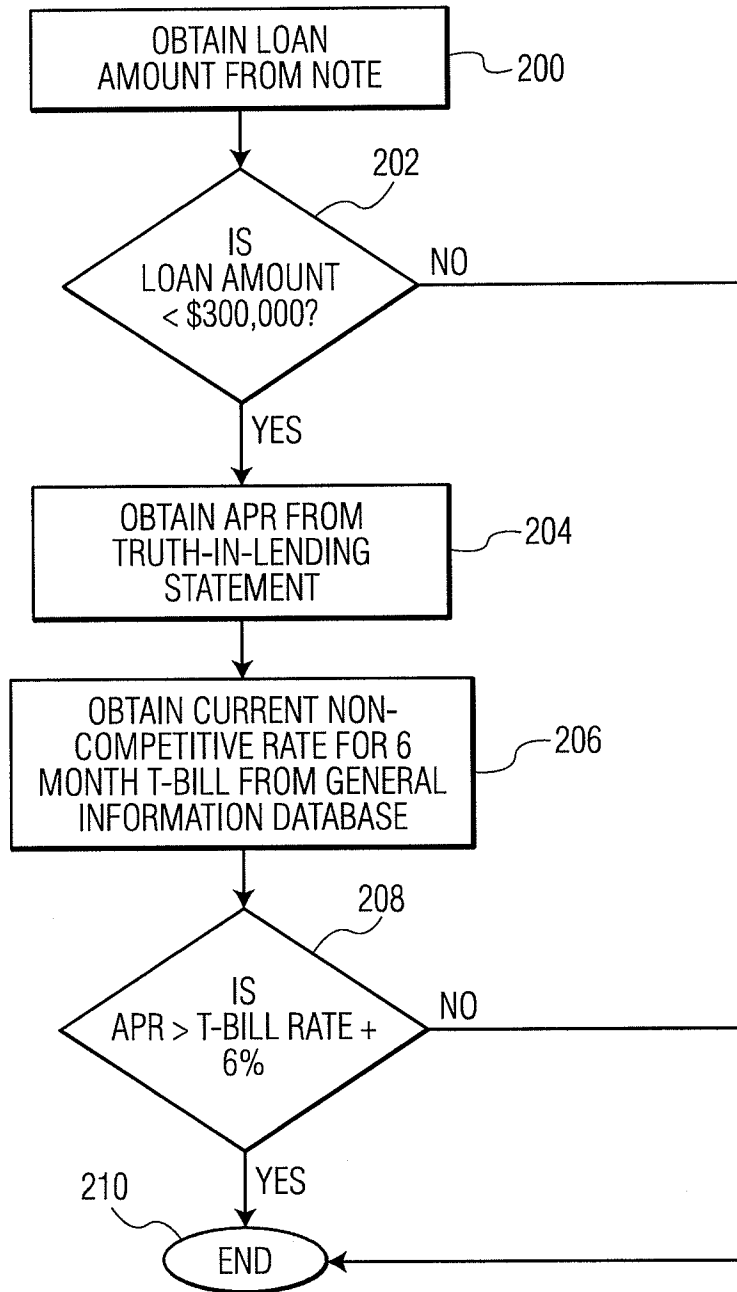 OBTAIN LOAN
AMOUNT FROM NOTE
200
202
IS
LOAN AMOUNT
< $300,000?
NO
YES
OBTAIN APR FROM
TRUTH-IN-LENDING
STATEMENT
204
OBTAIN CURRENT NON-
COMPETITIVE RATE FOR 6
MONTH T-BILL FROM GENERAL
INFORMATION DATABASE
206
208
IS
APR > T-BILL RATE +
6%
NO
YES
210
END